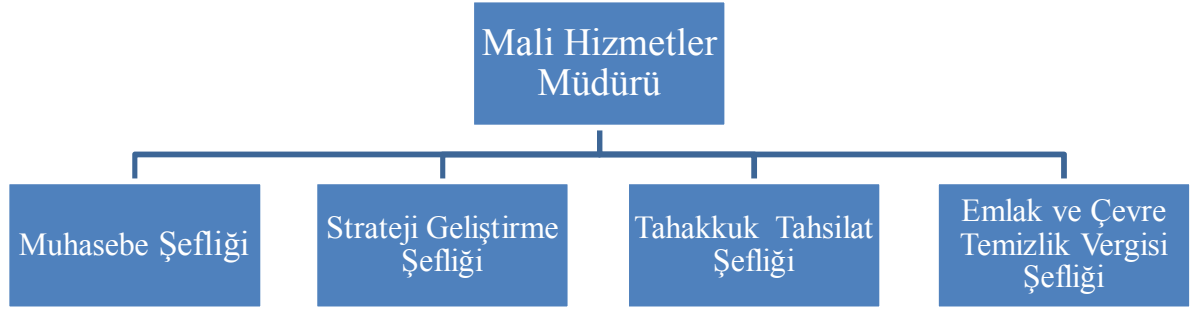 Mali Hizmetler
Müdürü
Muhasebe Şefliği
Strateji Geliştirme
Şefliği
Tahakkuk Tahsilat
Şefliği
Emlak ve Çevre
Temizlik Vergisi
Şefliği